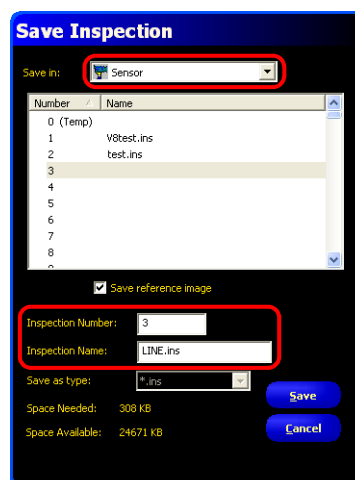 Save Inspection
Save in: Sensor
Number Name
0 (Temp)
1 V8test.ins
2 test.ins
3
4
5
6
7
8
Save reference image
Inspection Number: 3
Inspection Name: LINE.ins
Save as type: *.ins
Save
Space Needed: 308 KB
Cancel
Space Available: 24671 KB